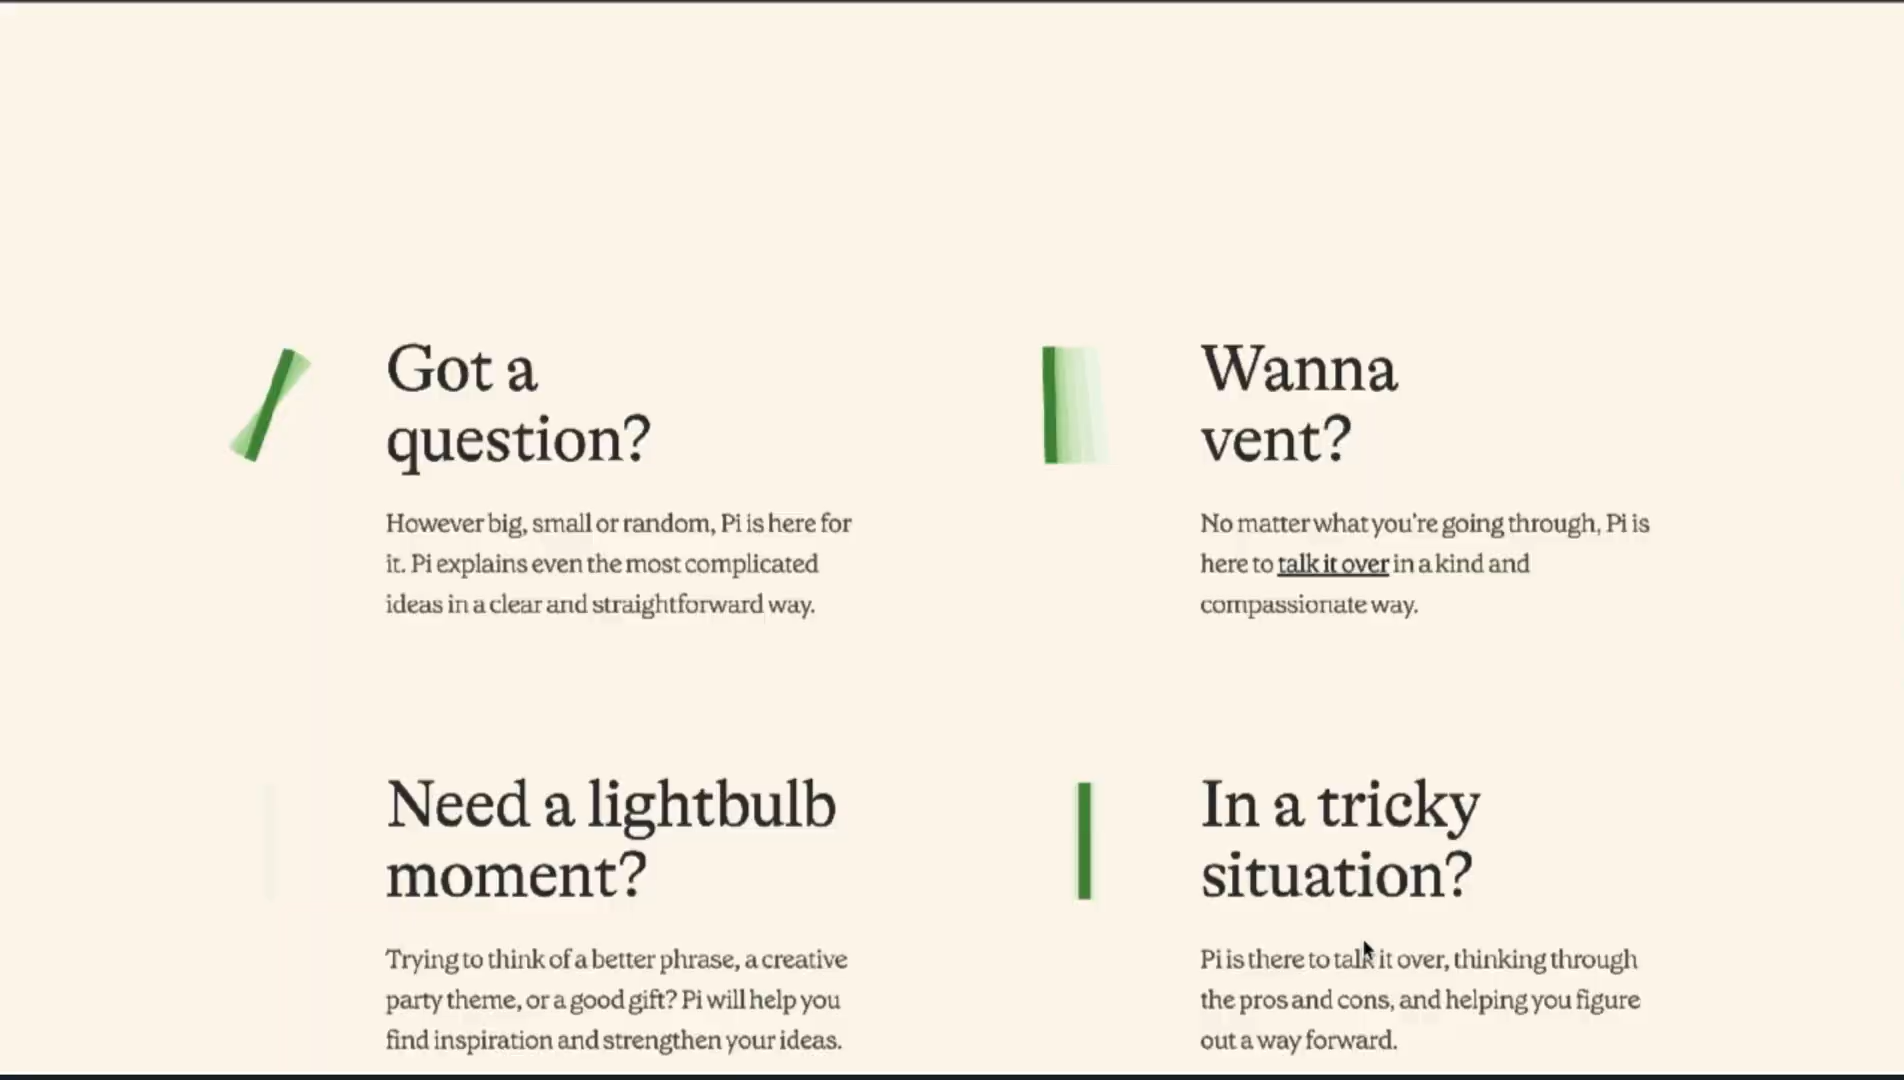 Got a
question?
However big, small or random, Pi is here for
it. Pi explains even the most complicated
ideas in a clear and straightforward way.
Wanna
vent?
No matter what you're going through, Pi is
here to talk it over in a kind and
compassionate way.
Need a lightbulb
moment?
Trying to think of a better phrase, a creative
party theme, or a good gift? Pi will help you
find inspiration and strengthen your ideas.
In a tricky
situation?
Pi is there to talk it over, thinking through
the pros and cons, and helping you figure
out a way forward.